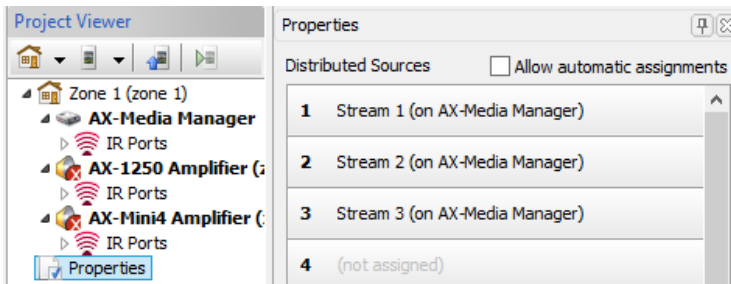 Project Viewer
Zone 1 (zone 1)
AX-Media Manager
IR Ports
AX-1250 Amplifier (
IR Ports
AX-Mini4 Amplifier (
IR Ports
Properties
Properties
Distributed Sources
Allow automatic assignments
1 Stream 1 (on AX-Media Manager)
2 Stream 2 (on AX-Media Manager)
3 Stream 3 (on AX-Media Manager)
4 (not assigned)